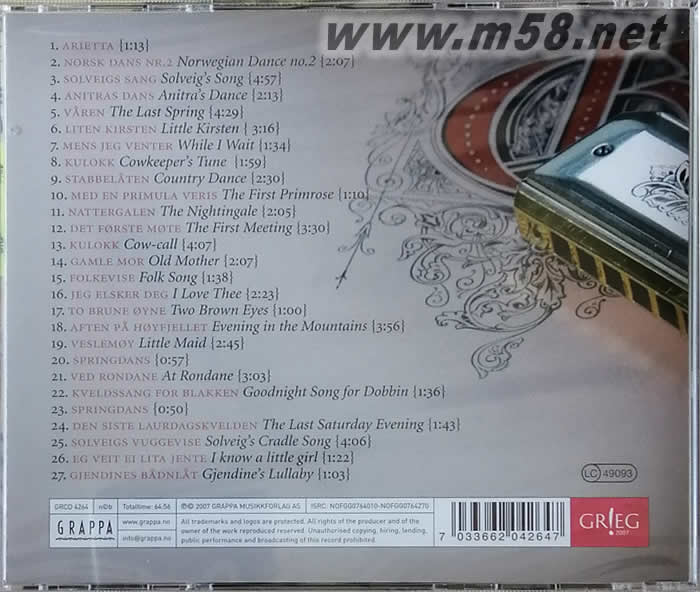 www.m58.net
1. ARIETTA {1:13}
2. NORSK DANS NR.2 Norwegian Dance no.2 {2:07}
3. SOLVEIGS SANG Solveig's Song {4:57}
4. ANITRAS DANS Anitra's Dance {2:13}
5. VÅREN The Last Spring {4:29}
6. LITEN KIRSTEN Little Kirsten { 3:16}
7. MENS JEG VENTER While I Wait {1:34}
8. KULOKK Cowkeeper's Tune {1:59}
9. STABBELÅTEN Country Dance {2:30}
10. MED EN PRIMULA VERIS The First Primrose {1:10}
11. NATTERGALEN The Nightingale {2:05}
12. DET FØRSTE MØTE The First Meeting {3:30}
13. KULOKK Cow-call {4:07}
14. GAMLE MOR Old Mother {2:07}
15. FOLKEVISE Folk Song {1:38}
16. JEG ELSKER DEG I Love Thee {2:23}
17. TO BRUNE ØYNE Two Brown Eyes {1:00}
18. AFTEN PÅ HØYFJELLET Evening in the Mountains {3:56}
19. VESLEMØY Little Maid {2:45}
20. SPRINGDANS {0:57}
21. VED RONDANE At Rondane {3:03}
22. KVELDSSANG FOR BLAKKEN Goodnight Song for Dobbin {1:36}
23. SPRINGDANS {0:50}
24. DEN SISTE LAURDAGSKVELDEN The Last Saturday Evening {1:43}
25. SOLVEIGS VUGGEVISE Solveig's Cradle Song {4:06}
26. EG VEIT EI LITA JENTE I know a little girl {1:22}
27. GJENDINES BÅDNLÅT Gjendine's Lullaby {1:03}
LC 49093
GRCD 4264 n©b Totaltime: 64:56 ℗© 2007 GRAPPA MUSIKKFORLAG AS ISRC: NOFGG0764010-NOFGG0764270
GRAPPA
www.grappa.no
info@grappa.no
All trademarks and logos are protected. All rights of the producer and of the
owner of the work reproduced reserved. Unauthorised copying, hiring, lending,
public performance and broadcasting of this record prohibited.
7 033662 042647
GR!EG
2007